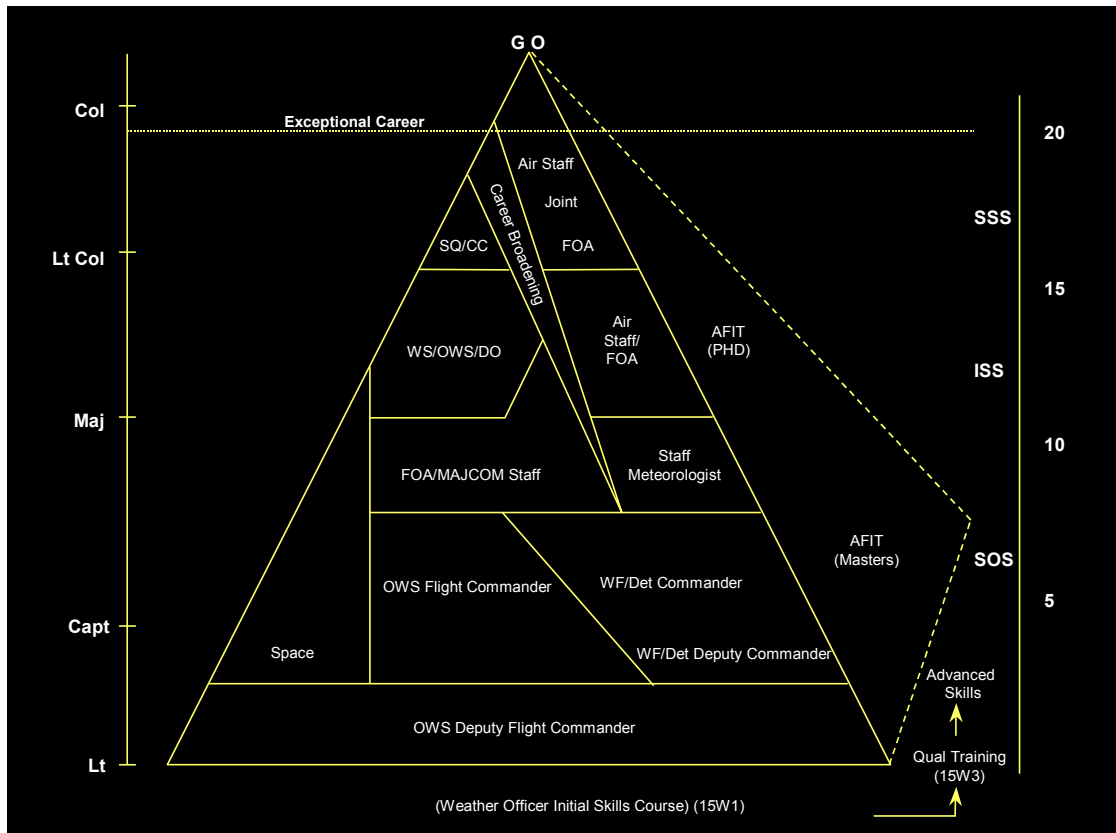 G O
Col
Exceptional Career
20
Air Staff
Career Broadening
Joint
SSS
SQ/CC
FOA
Lt Col
15
Air
Staff/
FOA
AFIT
(PHD)
WS/OWS/DO
ISS
Maj
10
FOA/MAJCOM Staff
Staff
Meteorologist
AFIT
(Masters)
SOS
OWS Flight Commander
WF/Det Commander
5
Capt
Space
WF/Det Deputy Commander
Advanced
Skills
OWS Deputy Flight Commander
Lt
Qual Training
(15W3)
(Weather Officer Initial Skills Course) (15W1)